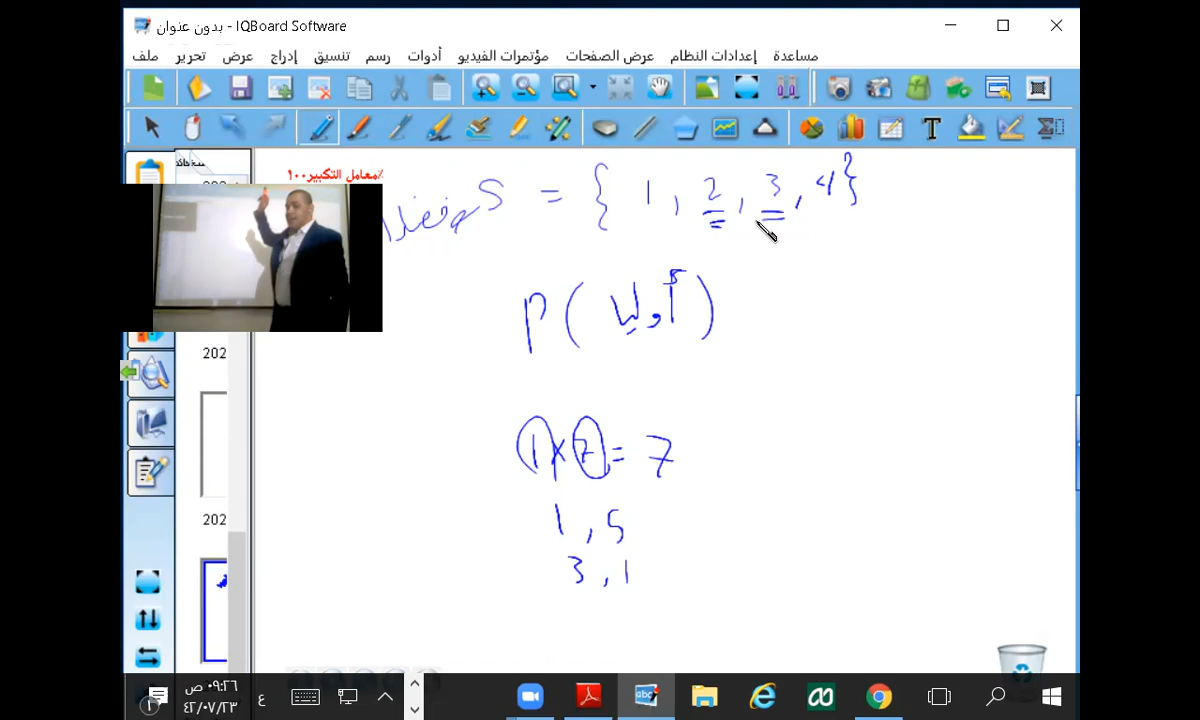 بدون عنوان - IQBoard Software
ملف تحرير عرض إدراج تنسيق رسم أدوات مؤتمرات الفيديو عرض الصفحات إعدادات النظام مساعدة
معامل التكبير١٠٠٪
S = { 1 , 2 , 3 , 4 }
P ( أوليا )
1 x 7 = 7
1 , 5
3 , 1
202
202
٠٩:٢٦ ص
٤٢/٠٧/٢٣
ع
abc